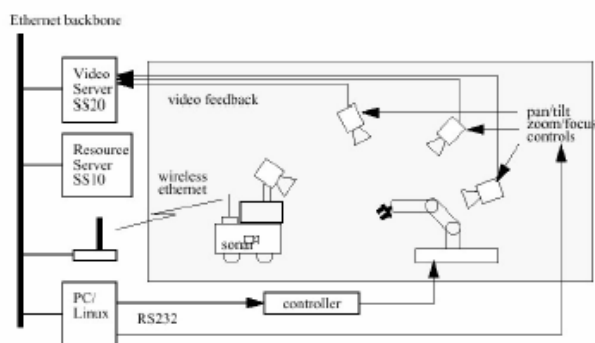 Ethernet backbone
Video
Server
SS20
video feedback
pan/tilt
zoom/focus
controls
Resource
Server
SS10
wireless
ethernet
sonar
PC/
Linux
RS232
controller